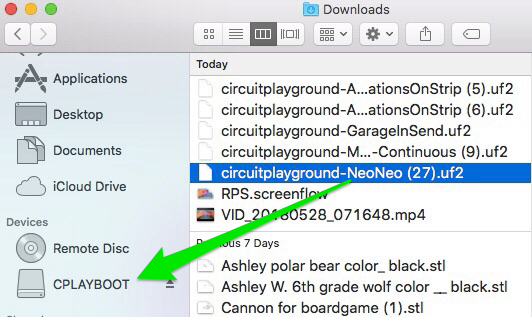 Downloads
Applications
Desktop
Documents
iCloud Drive
Devices
Remote Disc
CPLAYBOOT
Today
circuitplayground-A...ationsOnStrip (5).uf2
circuitplayground-A...ationsOnStrip (6).uf2
circuitplayground-GarageInSend.uf2
circuitplayground-M...-Continuous (9).uf2
circuitplayground-NeoNeo (27).uf2
RPS.screenflow
VID_20180528_071648.mp4
Previous 7 Days
Ashley polar bear color_ black.stl
Ashley W. 6th grade wolf color __ black.stl
Cannon for boardgame (1).stl